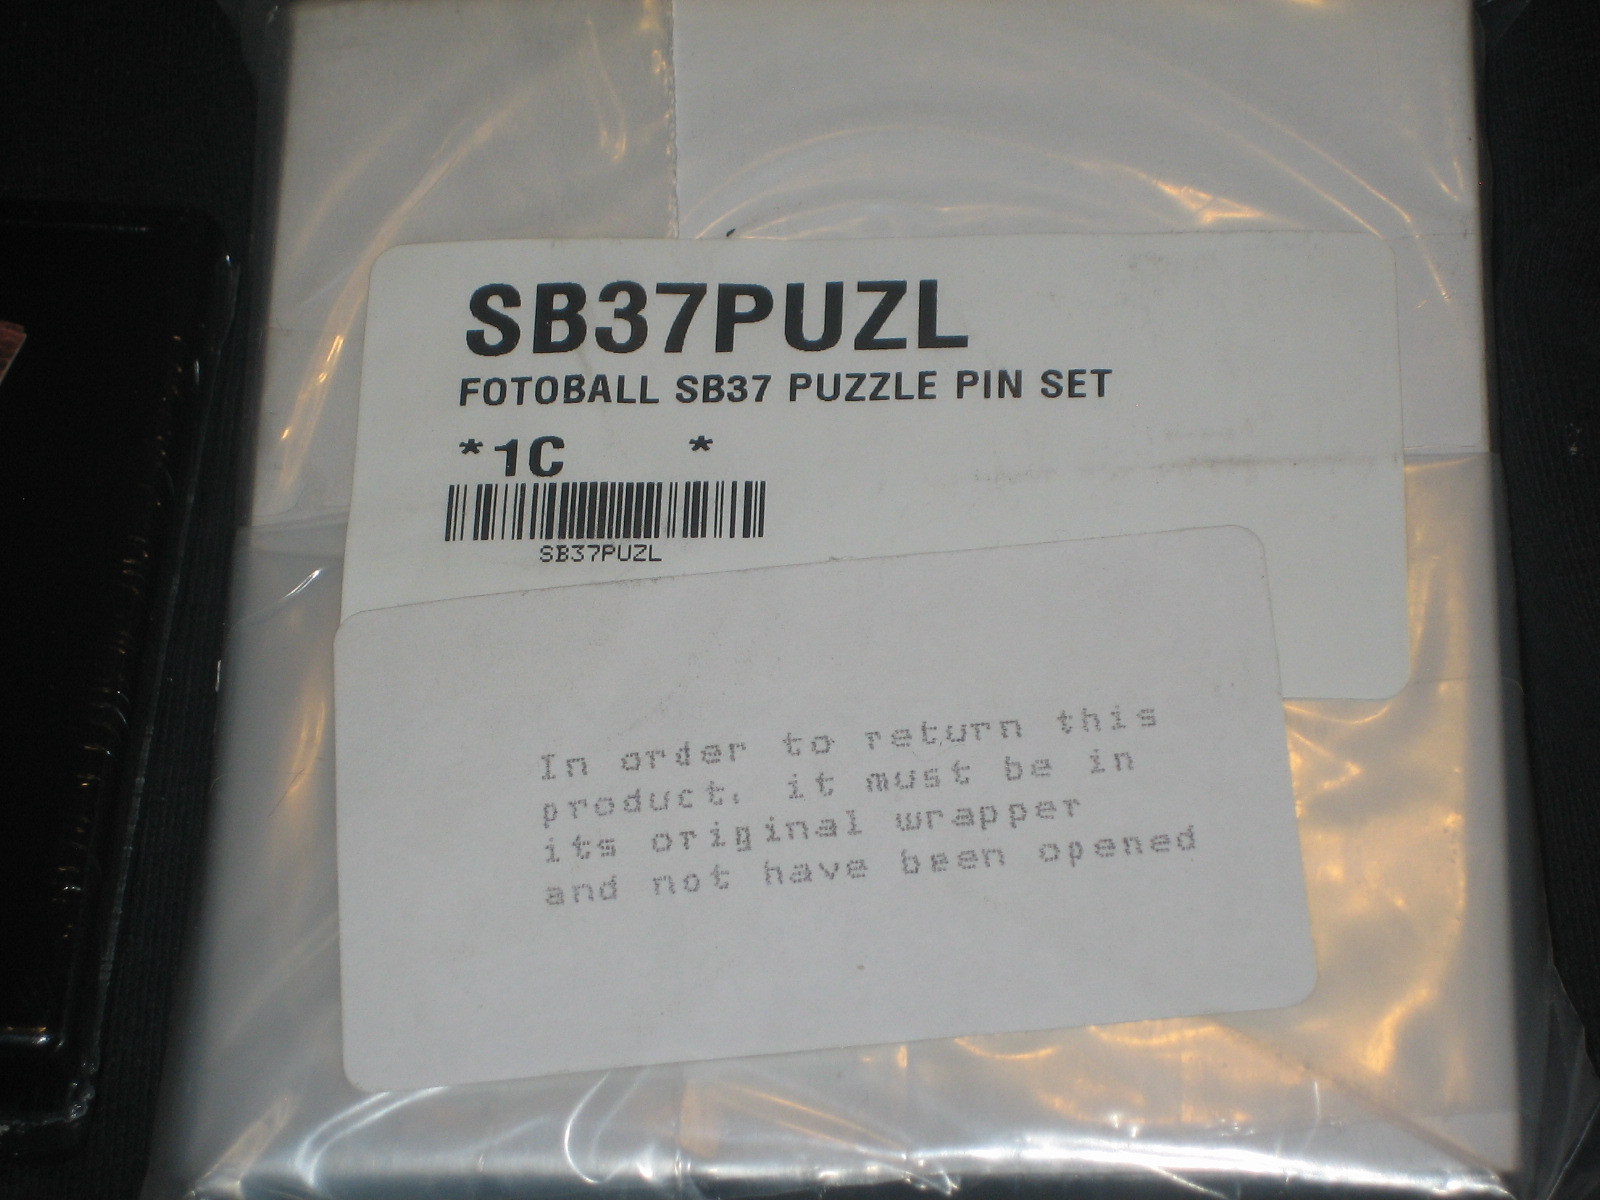 SB37PUZL
FOTOBALL SB37 PUZZLE PIN SET
*1C *
SB37PUZL
In order to return this
product, it must be in
its original wrapper
and not have been opened